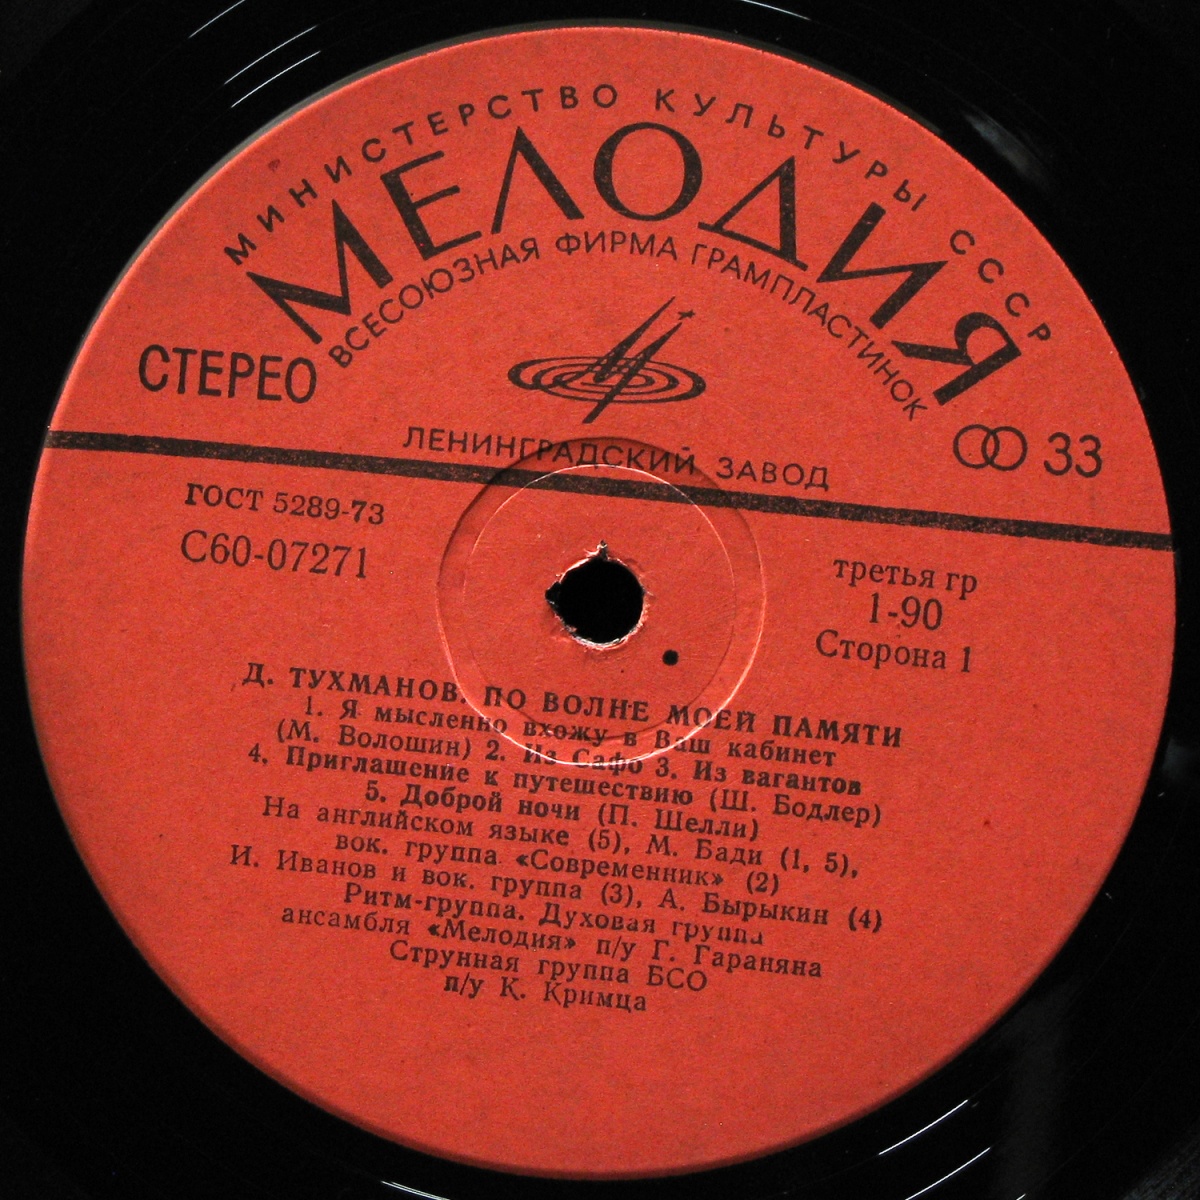 МИНИСТЕРСТВО КУЛЬТУРЫ СССР
МЕЛОДИЯ
ВСЕСОЮЗНАЯ ФИРМА ГРАМПЛАСТИНОК
СТЕРЕО
33
ЛЕНИНГРАДСКИЙ ЗАВОД
ГОСТ 5289-73
С60-07271
третья гр
1-90
Сторона 1
Д. ТУХМАНОВ. ПО ВОЛНЕ МОЕЙ ПАМЯТИ
1. Я мысленно вхожу в Ваш кабинет
(М. Волошин) 2. Из Сафо 3. Из вагантов
4. Приглашение к путешествию (Ш. Бодлер)
5. Доброй ночи (П. Шелли)
На английском языке (5), М. Бади (1, 5),
вок. группа «Современник» (2)
И. Иванов и вок. группа (3), А. Бырыкин (4)
Ритм-группа. Духовая группа
ансамбля «Мелодия» п/у Г. Гараняна
Струнная группа БСО
п/у К. Кримца